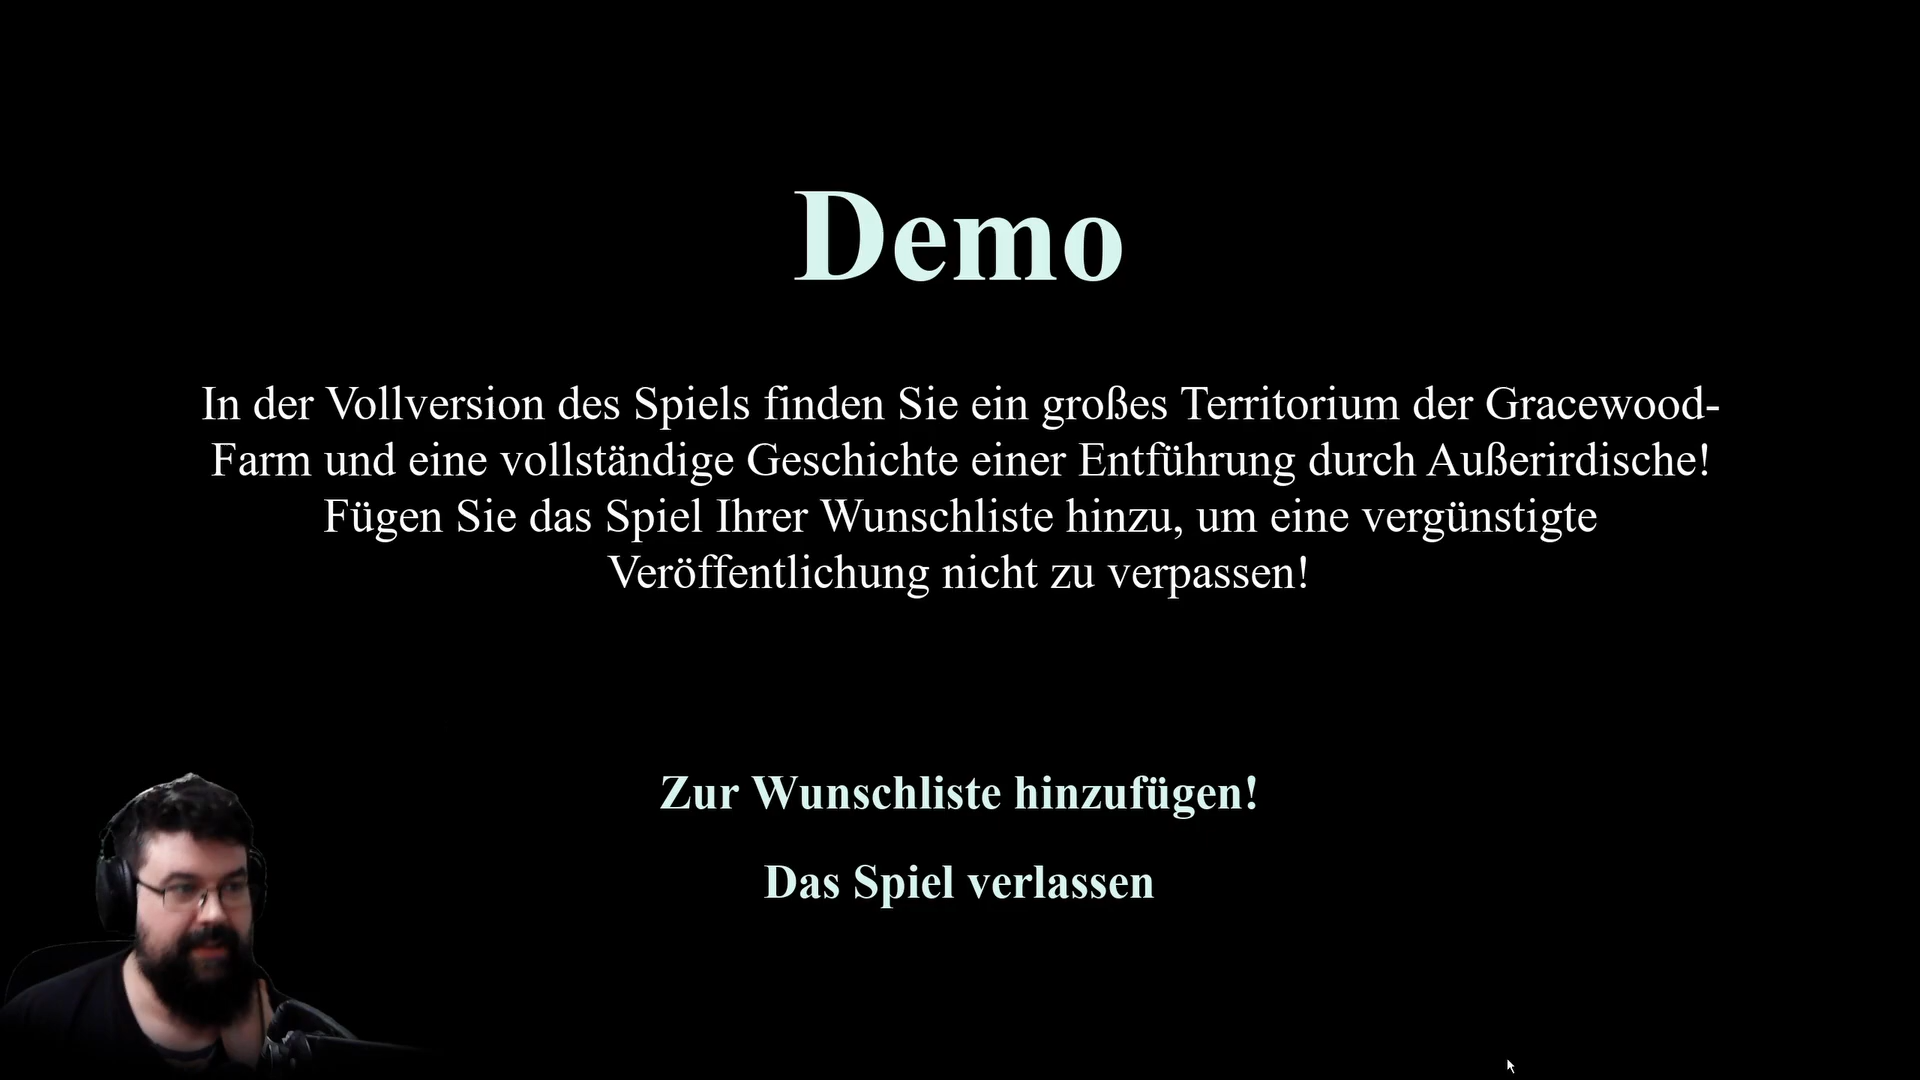 Demo
In der Vollversion des Spiels finden Sie ein großes Territorium der Gracewood-
Farm und eine vollständige Geschichte einer Entführung durch Außerirdische!
Fügen Sie das Spiel Ihrer Wunschliste hinzu, um eine vergünstigte
Veröffentlichung nicht zu verpassen!
Zur Wunschliste hinzufügen!
Das Spiel verlassen